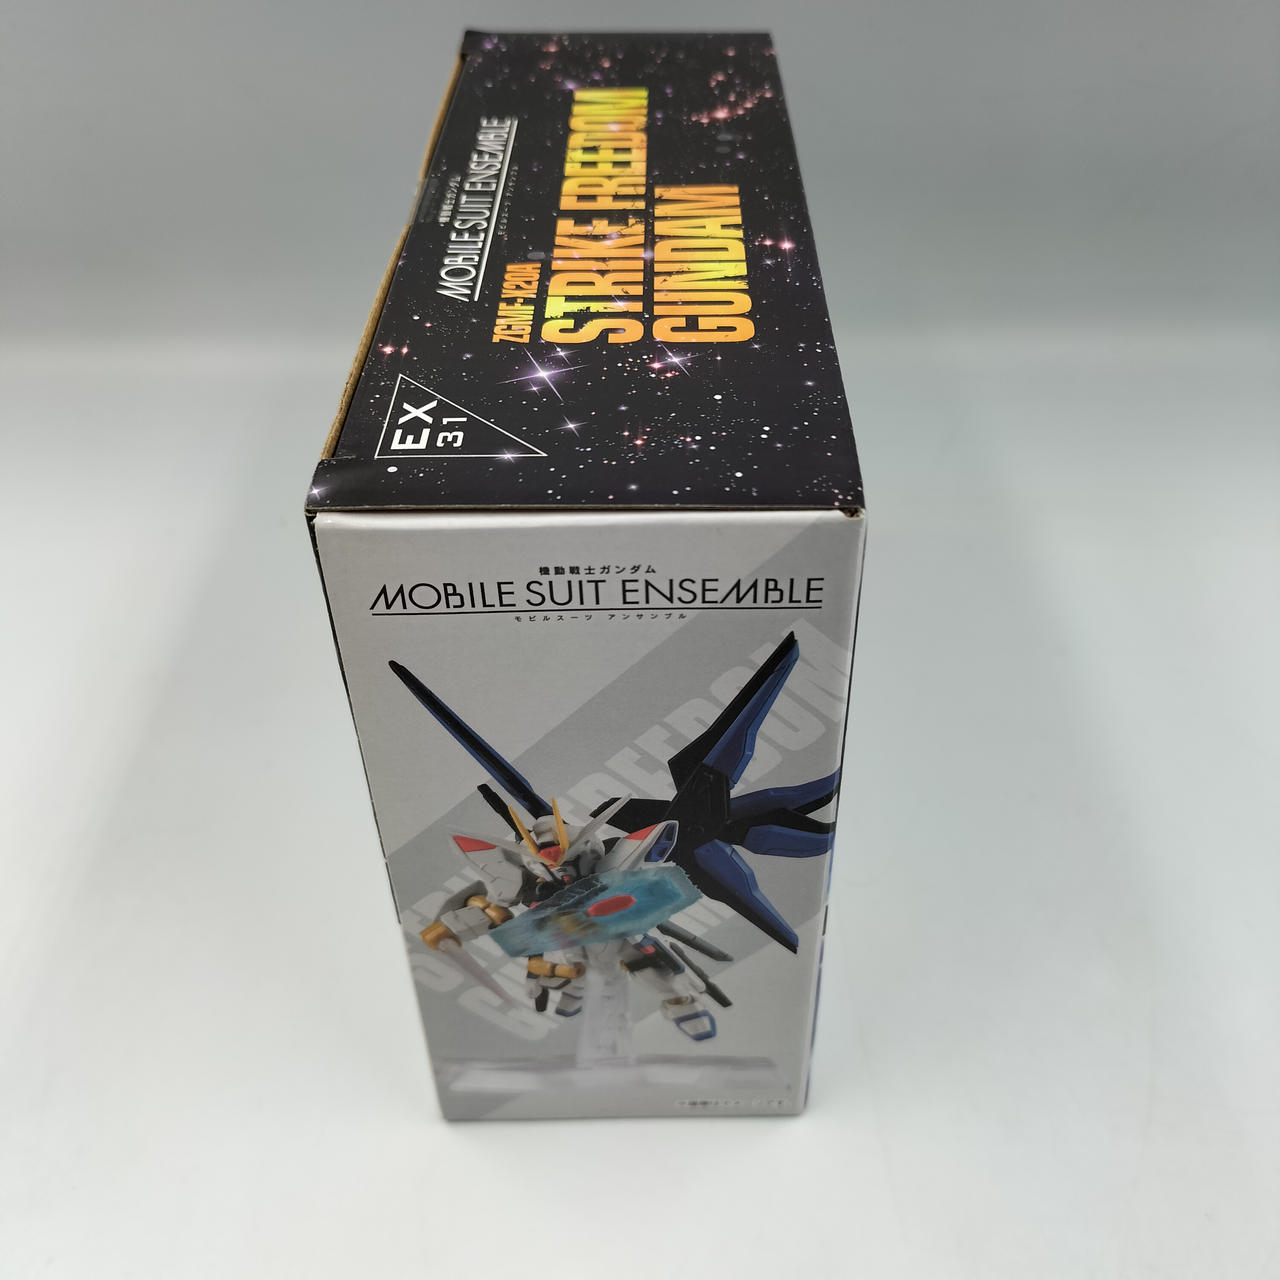 機動戦士ガンダム
MOBILE SUIT ENSEMBLE
モビルスーツ アンサンブル
ZGMF-X20A
STRIKE FREEDOM
GUNDAM
EX
31
機動戦士ガンダム
MOBILE SUIT ENSEMBLE
モビルスーツ アンサンブル
FREEDOM